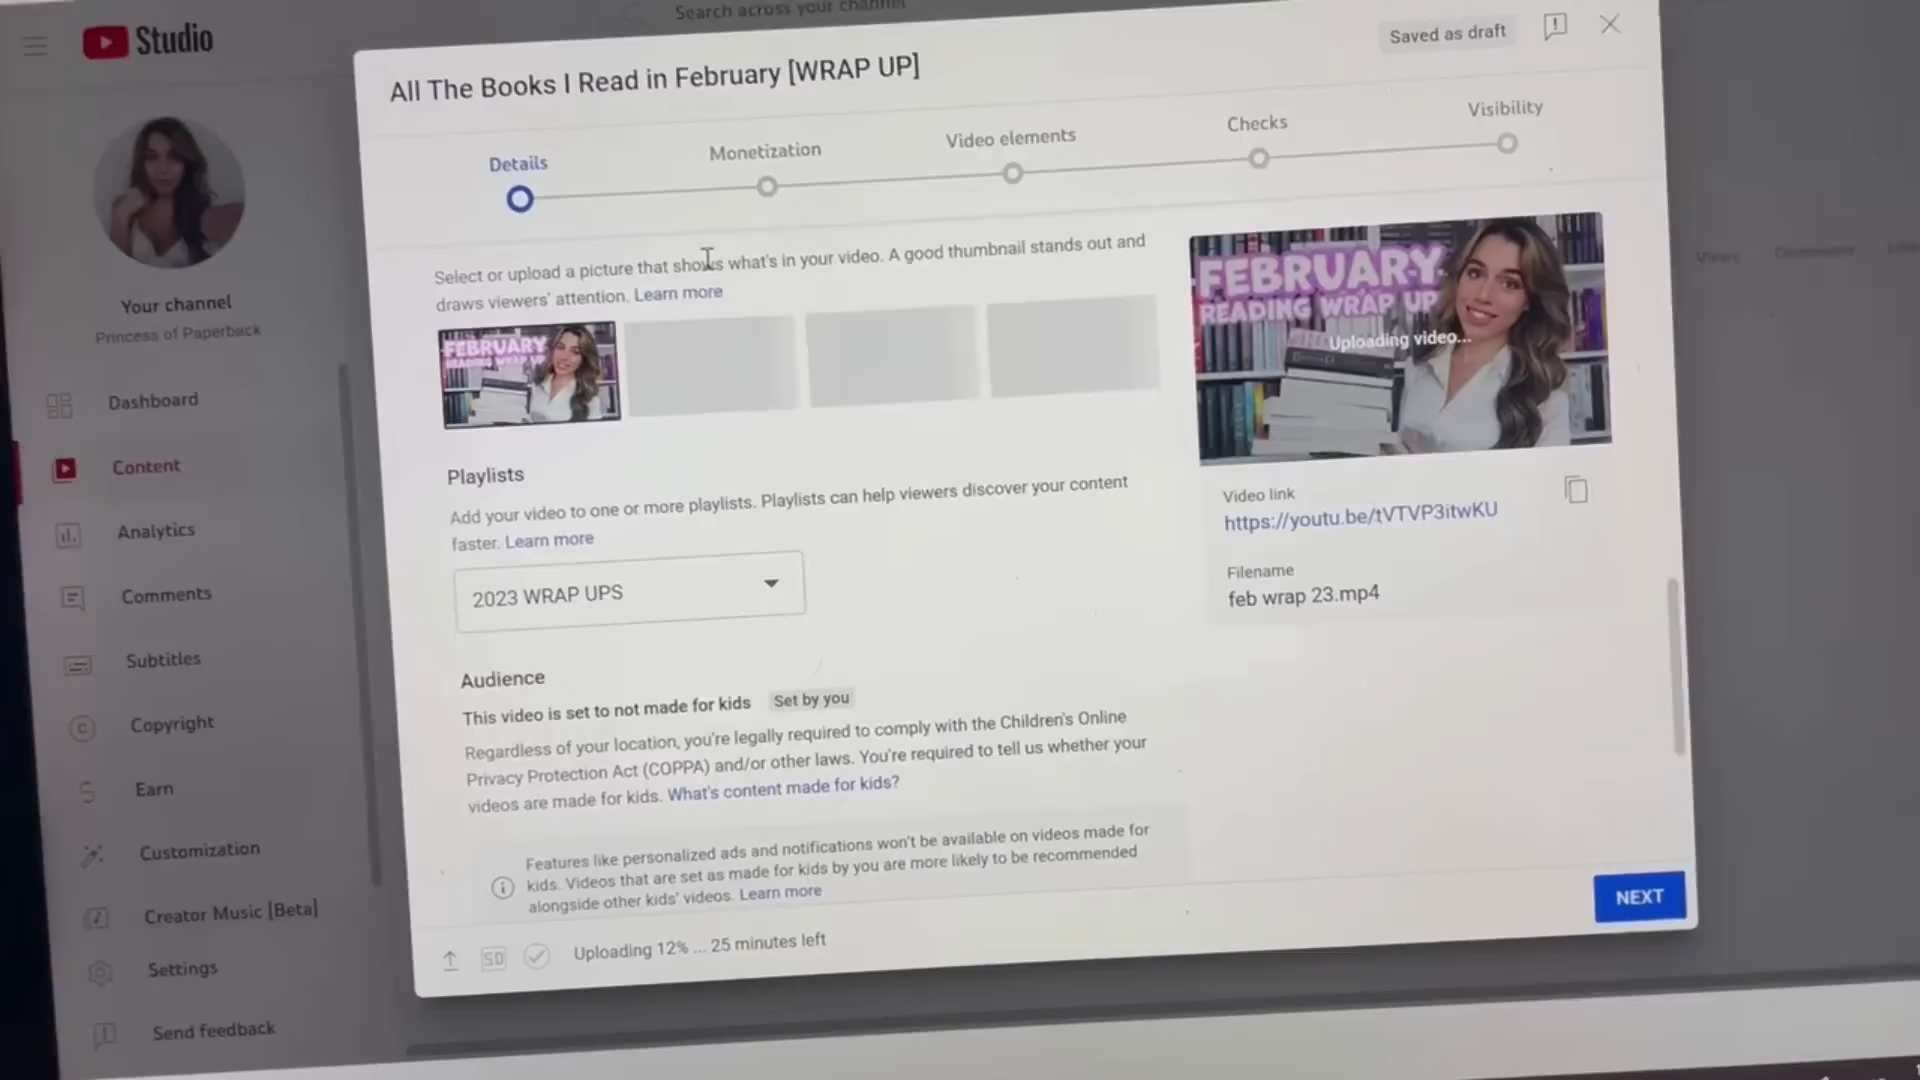 Studio
Search across your channel
Saved as draft
All The Books I Read in February [WRAP UP]
Details
Monetization
Video elements
Checks
Visibility
Your channel
Princess of Paperback
Dashboard
Content
Analytics
Comments
Subtitles
Copyright
Earn
Customization
Creator Music [Beta]
Settings
Send feedback
Select or upload a picture that shows what's in your video. A good thumbnail stands out and
draws viewers' attention. Learn more
FEBRUARY
READING WRAP UP
Playlists
Add your video to one or more playlists. Playlists can help viewers discover your content
faster. Learn more
2023 WRAP UPS
Audience
This video is set to not made for kids Set by you
Regardless of your location, you're legally required to comply with the Children's Online
Privacy Protection Act (COPPA) and/or other laws. You're required to tell us whether your
videos are made for kids. What's content made for kids?
Features like personalized ads and notifications won't be available on videos made for
kids. Videos that are set as made for kids by you are more likely to be recommended
alongside other kids' videos. Learn more
FEBRUARY
READING WRAP UP
Uploading video...
Video link
https://youtu.be/tVTVP3itwKU
Filename
feb wrap 23.mp4
Views
Comments
SD
Uploading 12% ... 25 minutes left
NEXT